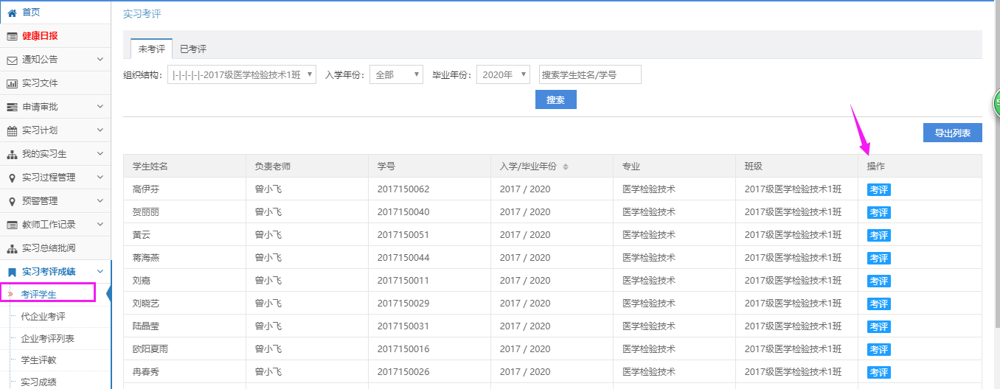 首页
健康日报
通知公告
实习文件
申请审批
实习计划
我的实习生
实习过程管理
预警管理
教师工作记录
实习总结批阅
实习考评成绩
考评学生
代企业考评
企业考评列表
学生评教
实习成绩
实习考评
未考评 已考评
组织结构: |-|-|-|-|-2017级医学检验技术1班 入学年份: 全部 毕业年份: 2020年 搜索学生姓名/学号
搜索
导出列表
学生姓名 负责老师 学号 入学/毕业年份 专业 班级 操作
高伊芬 曾小飞 2017150062 2017 / 2020 医学检验技术 2017级医学检验技术1班 考评
贺丽丽 曾小飞 2017150040 2017 / 2020 医学检验技术 2017级医学检验技术1班 考评
黄云 曾小飞 2017150051 2017 / 2020 医学检验技术 2017级医学检验技术1班 考评
蒋海燕 曾小飞 2017150044 2017 / 2020 医学检验技术 2017级医学检验技术1班 考评
刘嘉 曾小飞 2017150011 2017 / 2020 医学检验技术 2017级医学检验技术1班 考评
刘晓艺 曾小飞 2017150029 2017 / 2020 医学检验技术 2017级医学检验技术1班 考评
陆晶莹 曾小飞 2017150031 2017 / 2020 医学检验技术 2017级医学检验技术1班 考评
欧阳夏雨 曾小飞 2017150016 2017 / 2020 医学检验技术 2017级医学检验技术1班 考评
冉春秀 曾小飞 2017150026 2017 / 2020 医学检验技术 2017级医学检验技术1班 考评